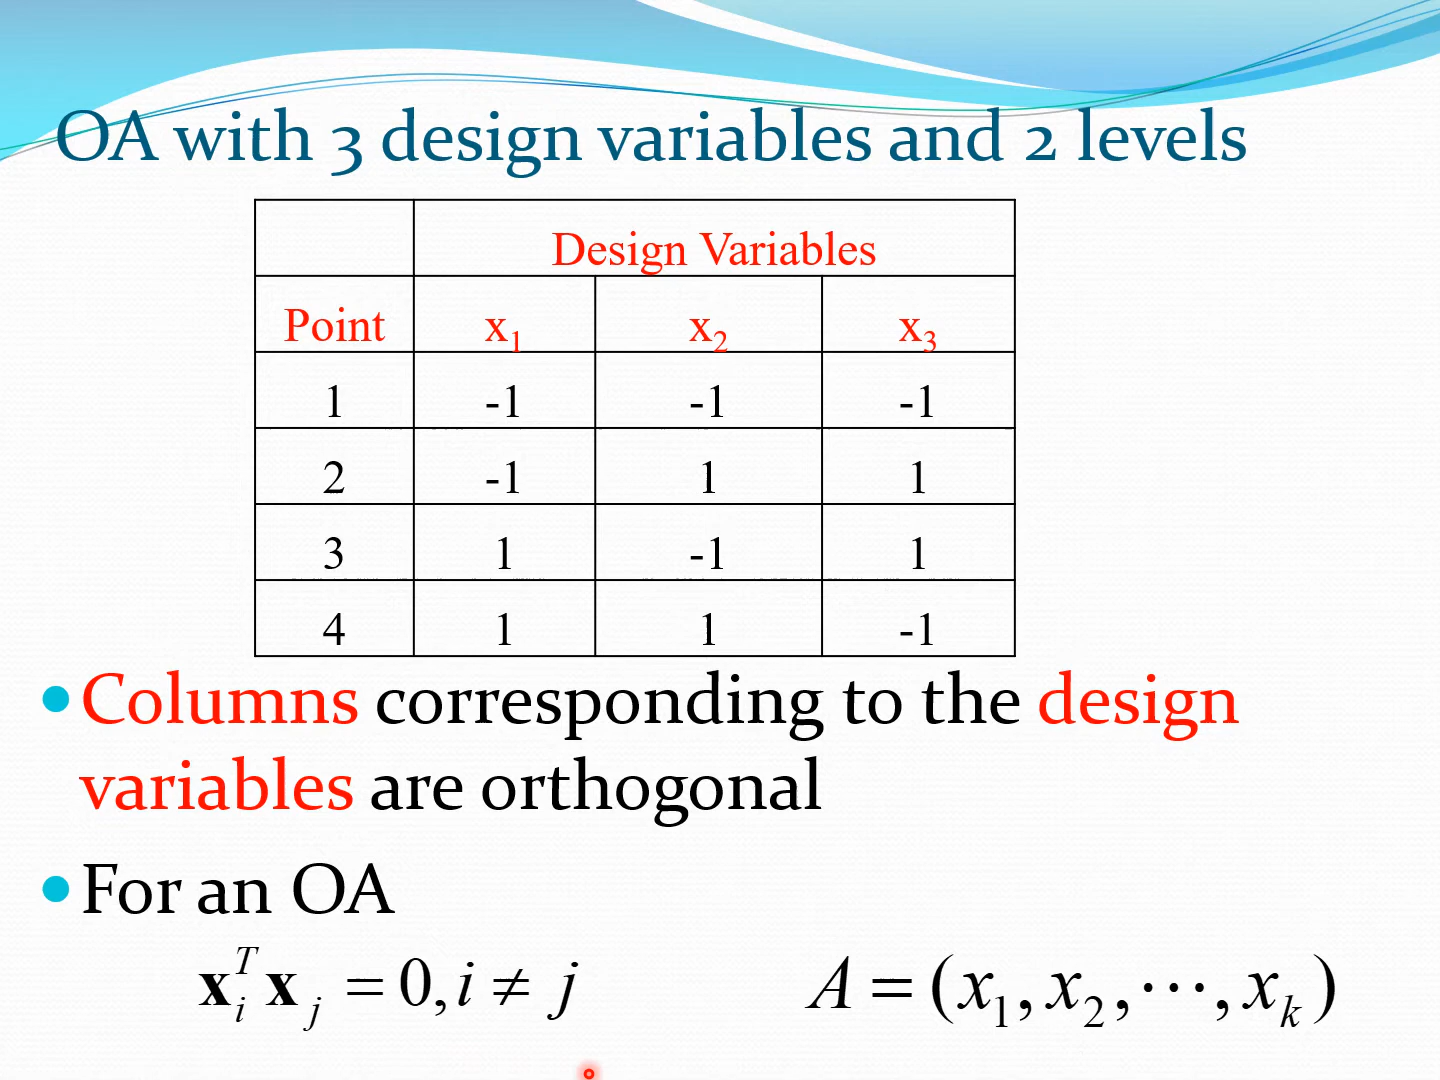 OA with 3 design variables and 2 levels
Design Variables
Point x₁ x₂ x₃
1 -1 -1 -1
2 -1 1 1
3 1 -1 1
4 1 1 -1
•Columns corresponding to the design
variables are orthogonal
•For an OA
𝐱ᵢᵀ𝐱ⱼ = 0, i ≠ j A = (x₁, x₂, ⋯, xₖ)